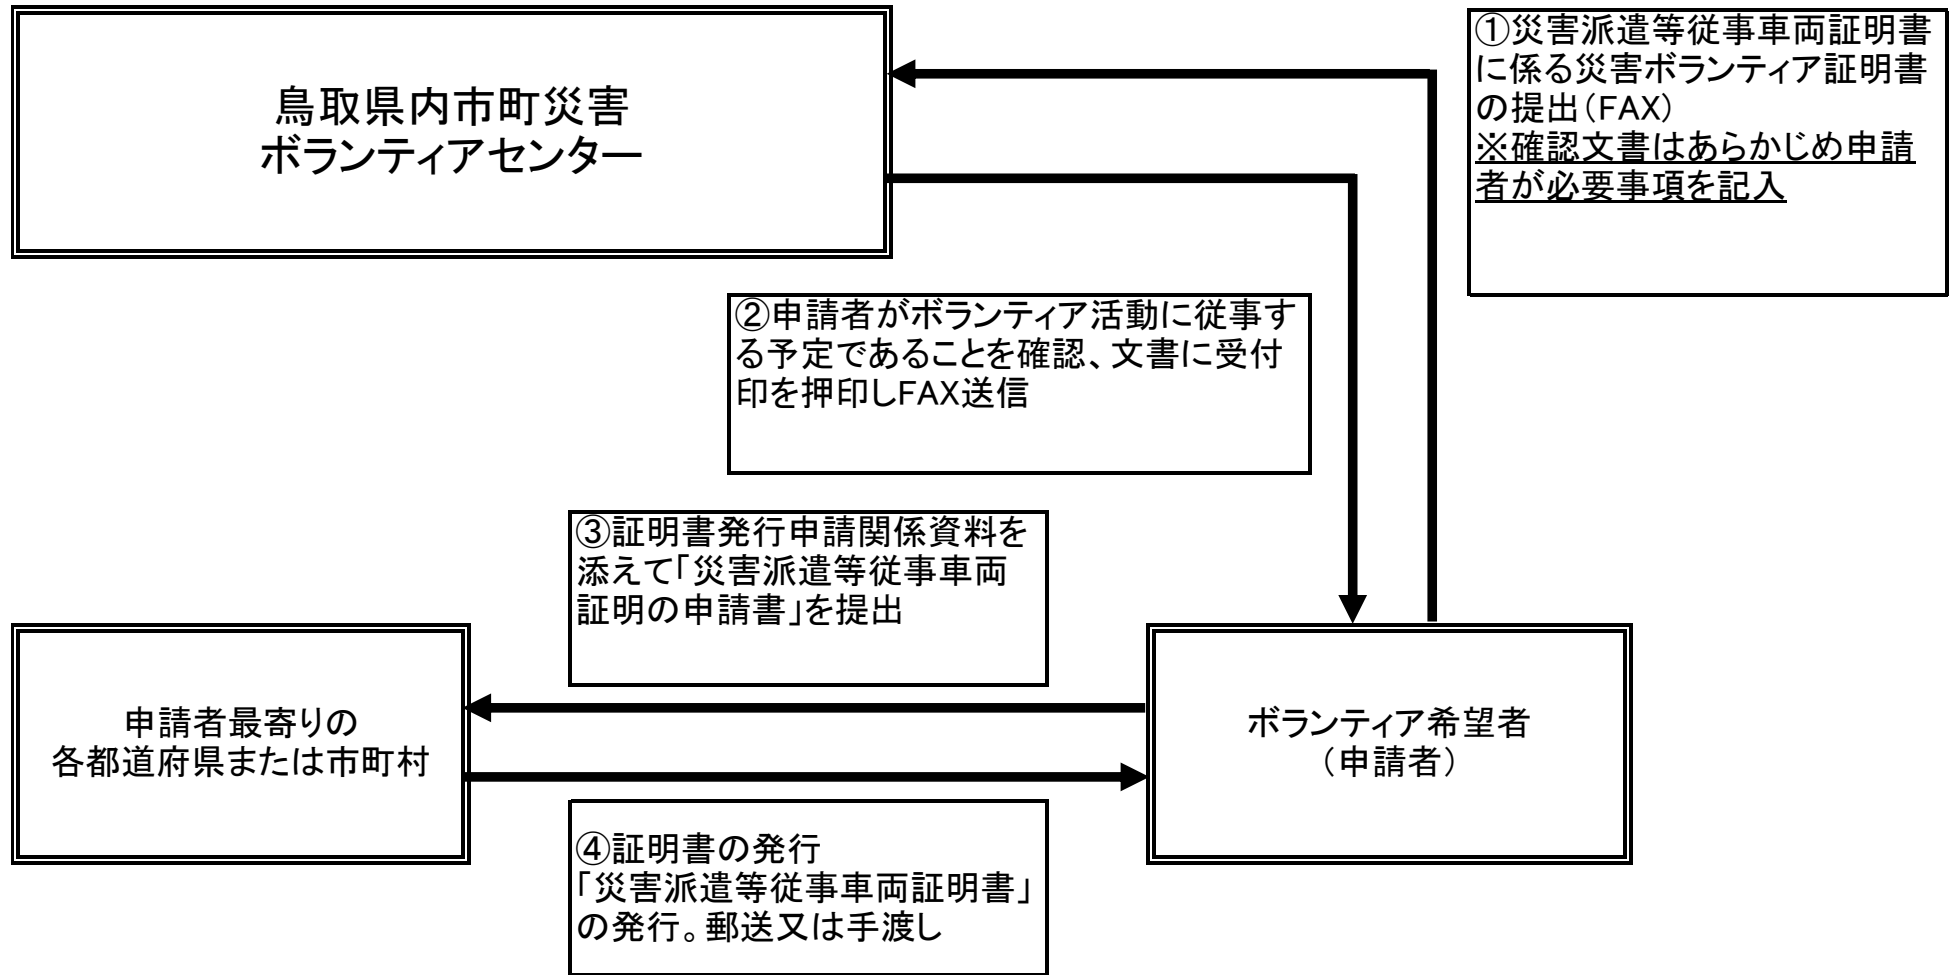 鳥取県内市町災害
ボランティアセンター
①災害派遣等従事車両証明書
に係る災害ボランティア証明書
の提出(FAX)
※確認文書はあらかじめ申請
者が必要事項を記入
②申請者がボランティア活動に従事す
る予定であることを確認、文書に受付
印を押印しFAX送信
③証明書発行申請関係資料を
添えて「災害派遣等従事車両
証明の申請書」を提出
申請者最寄りの
各都道府県または市町村
ボランティア希望者
(申請者)
④証明書の発行
「災害派遣等従事車両証明書」
の発行。郵送又は手渡し